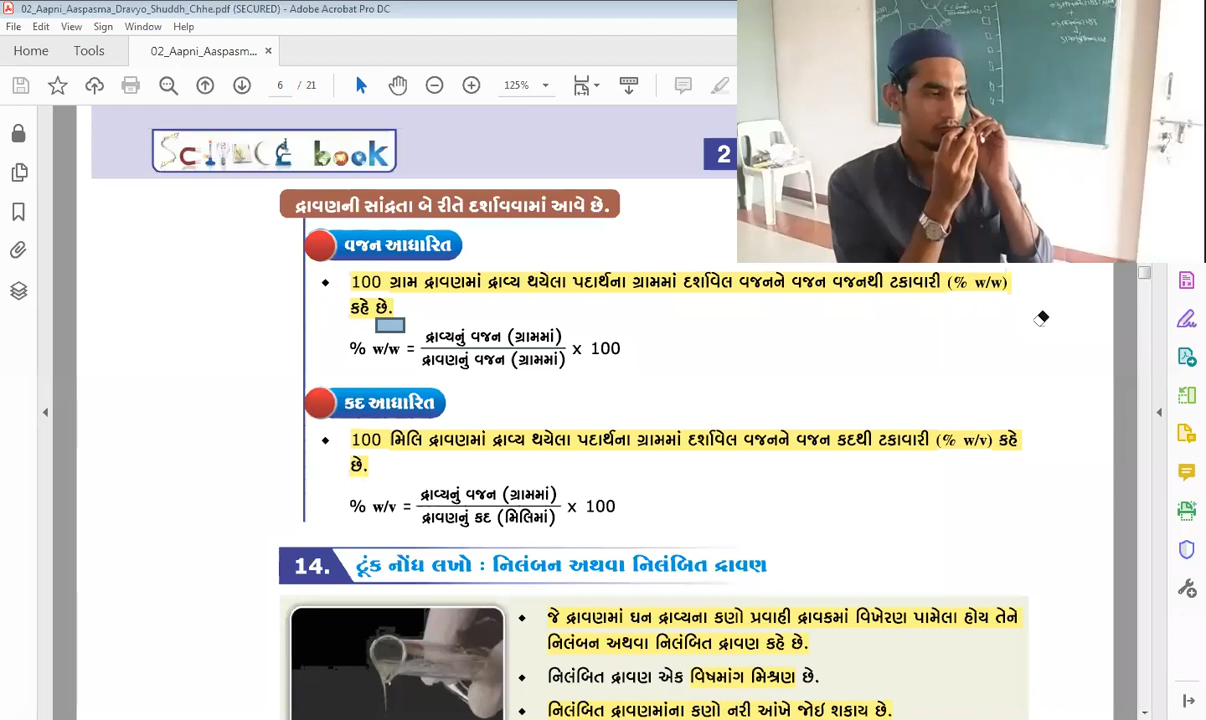 02_Aapni_Aaspasma_Dravyo_Shuddh_Chhe.pdf (SECURED) - Adobe Acrobat Pro DC
File Edit View Sign Window Help
Home Tools 02_Aapni_Aaspasm... ×
6 / 21 125%
Science book
2
દ્રાવણની સાંદ્રતા બે રીતે દર્શાવવામાં આવે છે.
વજન આધારિત
100 ગ્રામ દ્રાવણમાં દ્રાવ્ય થયેલા પદાર્થના ગ્રામમાં દર્શાવેલ વજનને વજન વજનથી ટકાવારી (% w/w)
કહે છે.
દ્રાવ્યનું વજન (ગ્રામમાં)
% w/w = x 100
દ્રાવણનું વજન (ગ્રામમાં)
કદ આધારિત
100 મિલિ દ્રાવણમાં દ્રાવ્ય થયેલા પદાર્થના ગ્રામમાં દર્શાવેલ વજનને વજન કદથી ટકાવારી (% w/v) કહે
છે.
દ્રાવ્યનું વજન (ગ્રામમાં)
% w/v = x 100
દ્રાવણનું કદ (મિલિમાં)
14. ટૂંક નોંધ લખો : નિલંબન અથવા નિલંબિત દ્રાવણ
જે દ્રાવણમાં ઘન દ્રાવ્યના કણો પ્રવાહી દ્રાવકમાં વિખેરણ પામેલા હોય તેને
નિલંબન અથવા નિલંબિત દ્રાવણ કહે છે.
નિલંબિત દ્રાવણ એક વિષમાંગ મિશ્રણ છે.
નિલંબિત દ્રાવણમાંના કણો નરી આંખે જોઈ શકાય છે.